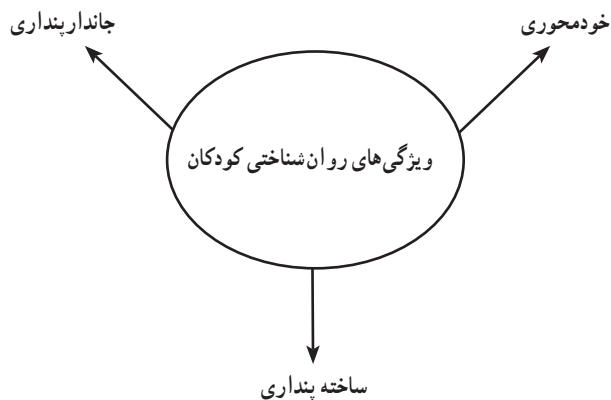 خودمحوری
جاندارپنداری
ویژگی‌های روان‌شناختی کودکان
ساخته پنداری